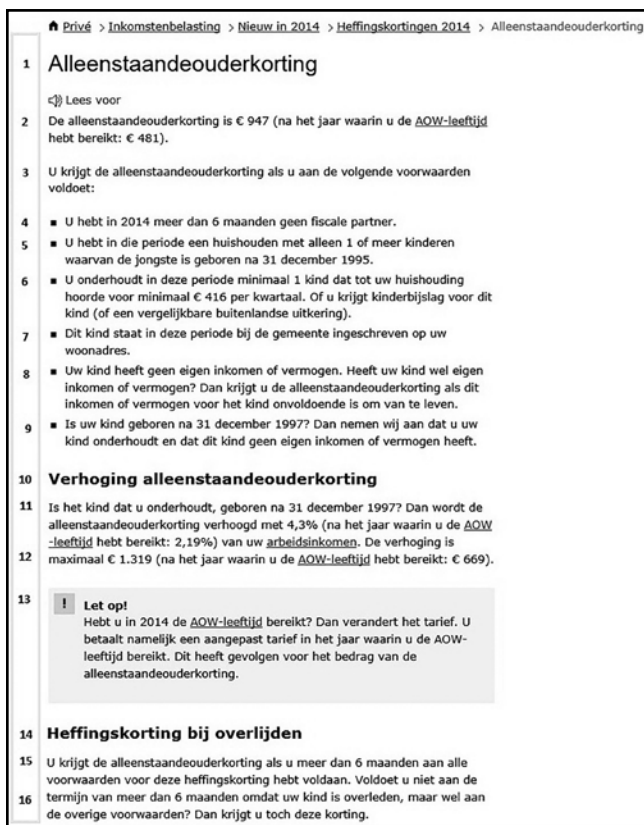 Privé > Inkomstenbelasting > Nieuw in 2014 > Heffingskortingen 2014 > Alleenstaandeouderkorting
1 Alleenstaandeouderkorting
Lees voor
2 De alleenstaandeouderkorting is € 947 (na het jaar waarin u de AOW-leeftijd
hebt bereikt: € 481).
3 U krijgt de alleenstaandeouderkorting als u aan de volgende voorwaarden
voldoet:
4 ▪ U hebt in 2014 meer dan 6 maanden geen fiscale partner.
5 ▪ U hebt in die periode een huishouden met alleen 1 of meer kinderen
waarvan de jongste is geboren na 31 december 1995.
6 ▪ U onderhoudt in deze periode minimaal 1 kind dat tot uw huishouding
hoorde voor minimaal € 416 per kwartaal. Of u krijgt kinderbijslag voor dit
kind (of een vergelijkbare buitenlandse uitkering).
7 ▪ Dit kind staat in deze periode bij de gemeente ingeschreven op uw
woonadres.
8 ▪ Uw kind heeft geen eigen inkomen of vermogen. Heeft uw kind wel eigen
inkomen of vermogen? Dan krijgt u de alleenstaandeouderkorting als dit
inkomen of vermogen voor het kind onvoldoende is om van te leven.
9 ▪ Is uw kind geboren na 31 december 1997? Dan nemen wij aan dat u uw
kind onderhoudt en dat dit kind geen eigen inkomen of vermogen heeft.
10 Verhoging alleenstaandeouderkorting
11 Is het kind dat u onderhoudt, geboren na 31 december 1997? Dan wordt de
alleenstaandeouderkorting verhoogd met 4,3% (na het jaar waarin u de AOW
-leeftijd hebt bereikt: 2,19%) van uw arbeidsinkomen. De verhoging is
12 maximaal € 1.319 (na het jaar waarin u de AOW-leeftijd hebt bereikt: € 669).
13 ! Let op!
Hebt u in 2014 de AOW-leeftijd bereikt? Dan verandert het tarief. U
betaalt namelijk een aangepast tarief in het jaar waarin u de AOW-
leeftijd bereikt. Dit heeft gevolgen voor het bedrag van de
alleenstaandeouderkorting.
14 Heffingskorting bij overlijden
15 U krijgt de alleenstaandeouderkorting als u meer dan 6 maanden aan alle
voorwaarden voor deze heffingskorting hebt voldaan. Voldoet u niet aan de
16 termijn van meer dan 6 maanden omdat uw kind is overleden, maar wel aan
de overige voorwaarden? Dan krijgt u toch deze korting.